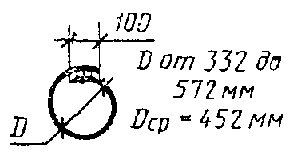 100
D от 332 до
572 мм
Dср = 452 мм
D